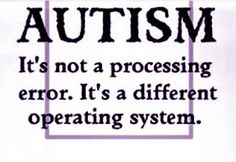 AUTISM
It's not a processing
error. It's a different
operating system.